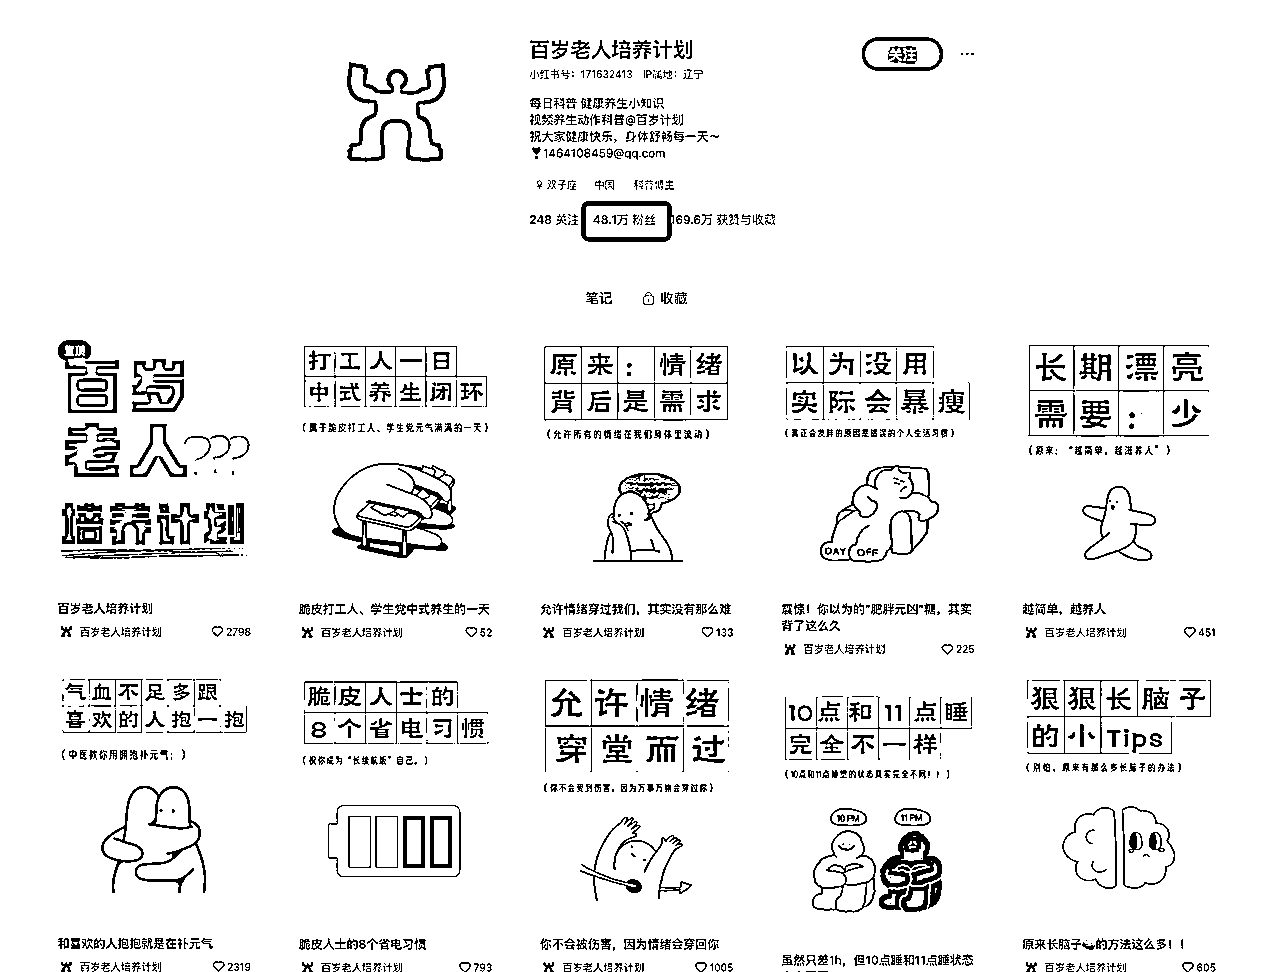 百岁老人培养计划
关注
小红书号：171632413 IP属地：辽宁
每日科普 健康养生小知识
视频养生动作科普@百岁计划
祝大家健康快乐，身体舒畅每一天～
1464108459@qq.com
双子座 中国 科普博主
248 关注 48.1万 粉丝 169.6万 获赞与收藏
笔记 收藏
置顶
百岁
老人???
培养计划
百岁老人培养计划
百岁老人培养计划 2798
打工人一日
中式养生闭环
（属于脆皮打工人、学生党元气满满的一天）
脆皮打工人、学生党中式养生的一天
百岁老人培养计划 52
原来：情绪
背后是需求
（允许所有的情绪在我们身体里流动）
允许情绪穿过我们，其实没有那么难
百岁老人培养计划 133
以为没用
实际会暴瘦
（真正会发胖的原因是错误的个人生活习惯）
DAY OFF
震惊！你以为的“肥胖元凶”糖，其实
背了这么久
百岁老人培养计划 225
长期漂亮
需要：少
（原来：“越简单，越滋养人”）
越简单，越养人
百岁老人培养计划 451
气血不足多跟
喜欢的人抱一抱
（中医教你用拥抱补元气：）
和喜欢的人抱抱就是在补元气
百岁老人培养计划 2319
脆皮人士的
8个省电习惯
（祝你成为“长续航版”自己。）
脆皮人士的8个省电习惯
百岁老人培养计划 793
允许情绪
穿堂而过
（你不会受到伤害，因为万事万物会穿过你）
你不会被伤害，因为情绪会穿回你
百岁老人培养计划 1005
10点和11点睡
完全不一样
（10点和11点睡觉的状态真实完全不同！！）
10 PM 11 PM
虽然只差1h，但10点睡和11点睡状态
狠狠长脑子
的小Tips
（别怕，原来有那么多长脑子的办法）
原来长脑子的方法这么多！！
百岁老人培养计划 605